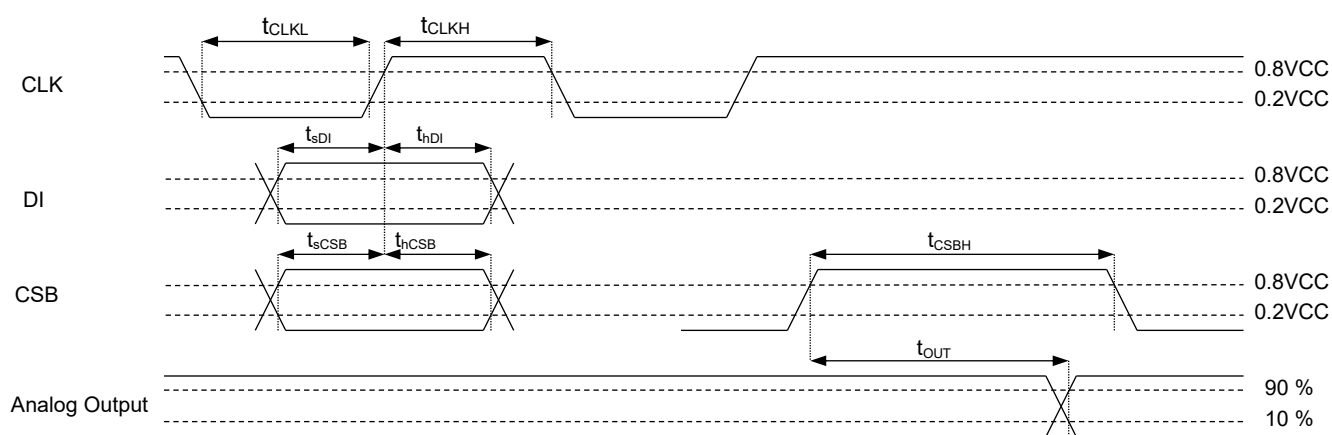 tCLKL tCLKH
CLK
0.8VCC
0.2VCC
tsDI thDI
DI
0.8VCC
0.2VCC
tsCSB thCSB tCSBH
CSB
0.8VCC
0.2VCC
tOUT
Analog Output
90 %
10 %